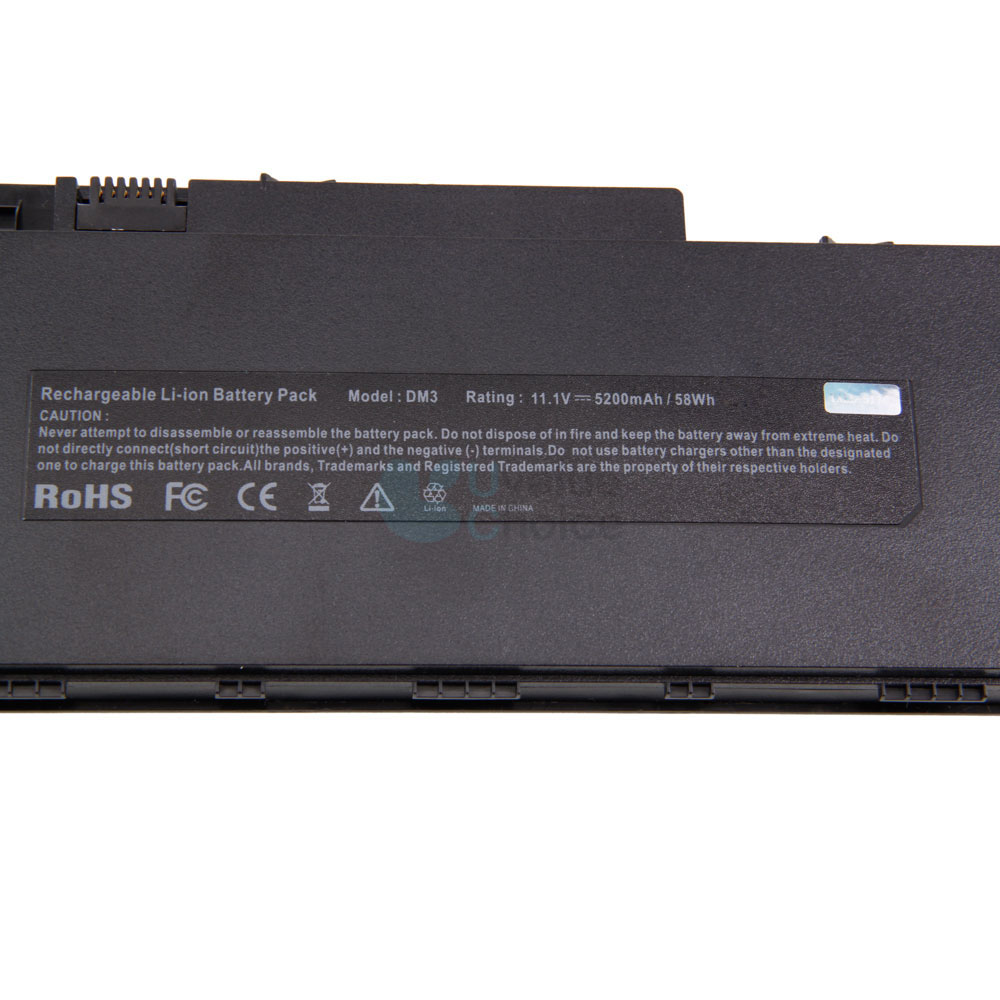 Rechargeable Li-ion Battery Pack Model : DM3 Rating : 11.1V⎓5200mAh / 58Wh
CAUTION :
Never attempt to disassemble or reassemble the battery pack. Do not dispose of in fire and keep the battery away from extreme heat. Do
not directly connect(short circuit)the positive(+) and the negative (-) terminals.Do not use battery chargers other than the designated
one to charge this battery pack.All brands, Trademarks and Registered Trademarks are the property of their respective holders.
RoHS FC CE Li-ion MADE IN CHINA
Choice